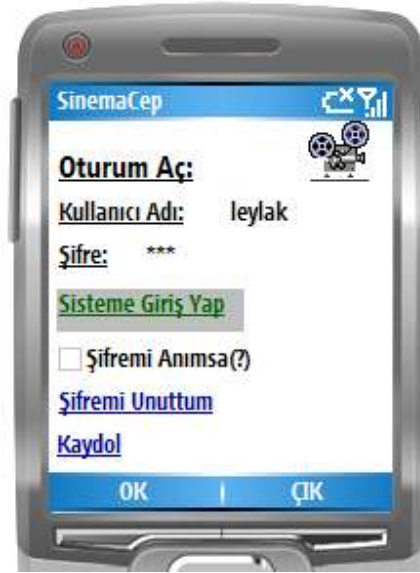 SinemaCep
Oturum Aç:
Kullanıcı Adı: leylak
Şifre: ***
Sisteme Giriş Yap
Şifremi Anımsa(?)
Şifremi Unuttum
Kaydol
OK ÇIK